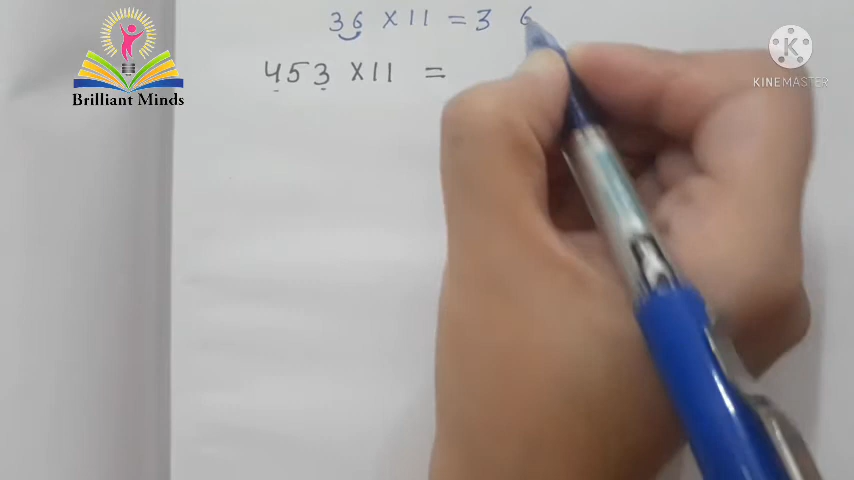 36 × 11 = 3 6
453 × 11 =
Brilliant Minds
K
KINEMASTER